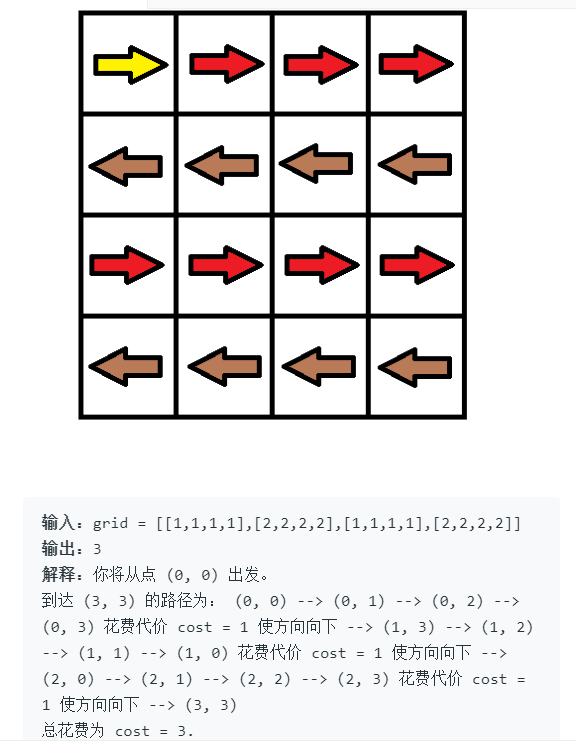 输入：grid = [[1,1,1,1],[2,2,2,2],[1,1,1,1],[2,2,2,2]]
输出：3
解释：你将从点 (0, 0) 出发。
到达 (3, 3) 的路径为： (0, 0) --> (0, 1) --> (0, 2) -->
(0, 3) 花费代价 cost = 1 使方向向下 --> (1, 3) --> (1, 2)
--> (1, 1) --> (1, 0) 花费代价 cost = 1 使方向向下 -->
(2, 0) --> (2, 1) --> (2, 2) --> (2, 3) 花费代价 cost =
1 使方向向下 --> (3, 3)
总花费为 cost = 3.